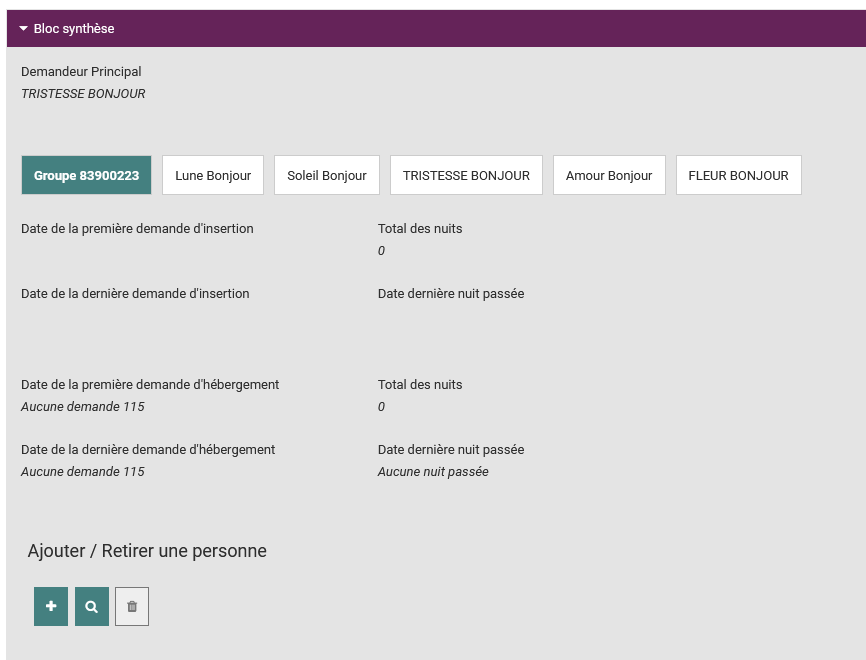 Bloc synthèse
Demandeur Principal
TRISTESSE BONJOUR
Groupe 83900223
Lune Bonjour
Soleil Bonjour
TRISTESSE BONJOUR
Amour Bonjour
FLEUR BONJOUR
Date de la première demande d'insertion
Total des nuits
0
Date de la dernière demande d'insertion
Date dernière nuit passée
Date de la première demande d'hébergement
Aucune demande 115
Total des nuits
0
Date de la dernière demande d'hébergement
Aucune demande 115
Date dernière nuit passée
Aucune nuit passée
Ajouter / Retirer une personne